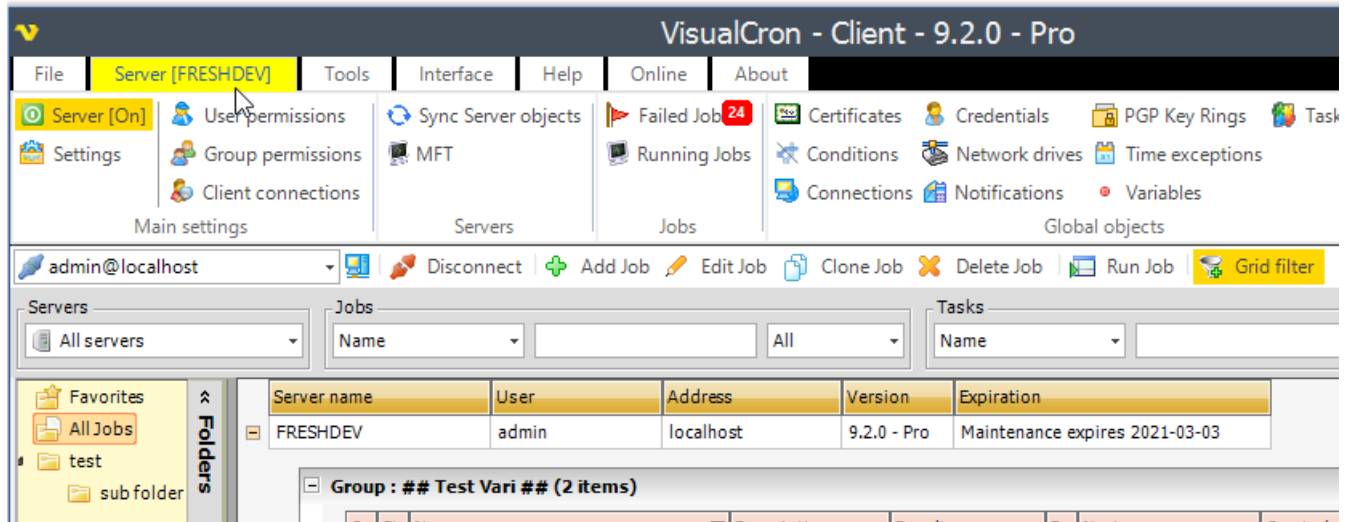 VisualCron - Client - 9.2.0 - Pro
File Server [FRESHDEV] Tools Interface Help Online About
Server [On] User permissions Sync Server objects Failed Job 24 Certificates Credentials PGP Key Rings Task
Settings Group permissions MFT Running Jobs Conditions Network drives Time exceptions
Client connections Connections Notifications Variables
Main settings Servers Jobs Global objects
admin@localhost Disconnect Add Job Edit Job Clone Job Delete Job Run Job Grid filter
Servers Jobs Tasks
All servers Name All Name
Favorites Folders Server name User Address Version Expiration
All Jobs FRESHDEV admin localhost 9.2.0 - Pro Maintenance expires 2021-03-03
test
sub folder Group : ## Test Vari ## (2 items)